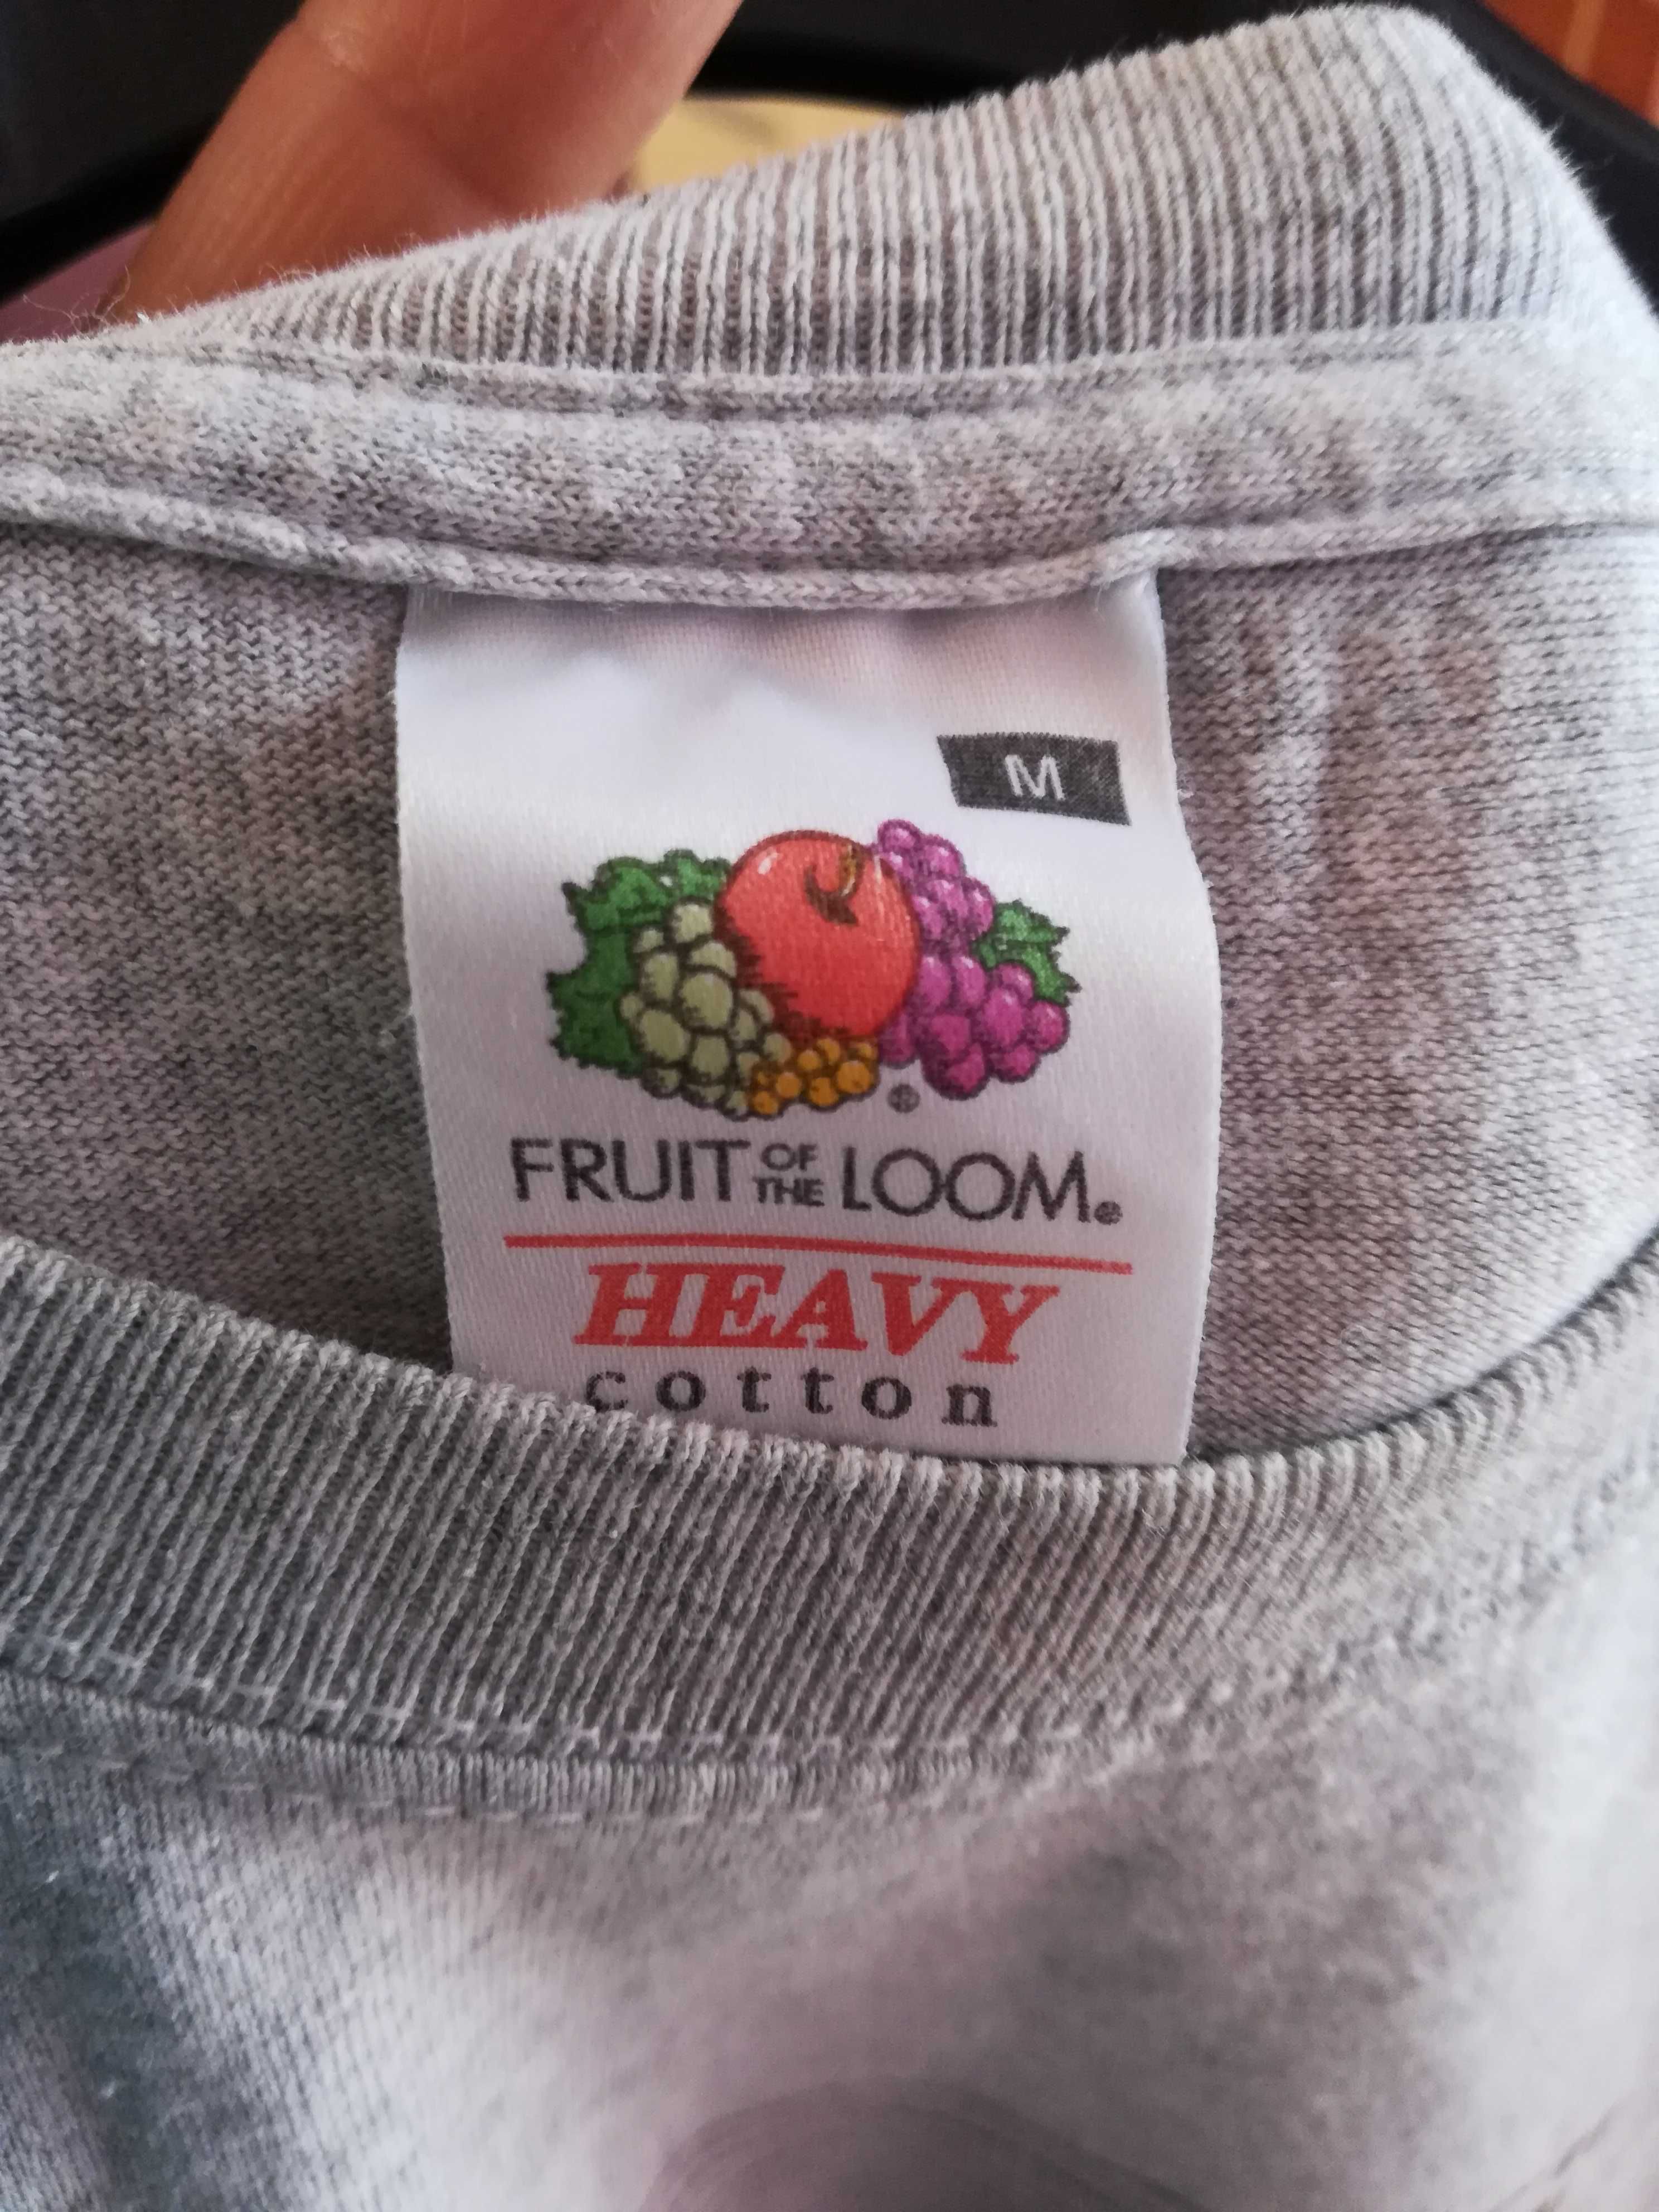 M
®
FRUIT OF THE LOOM®
HEAVY
cotton